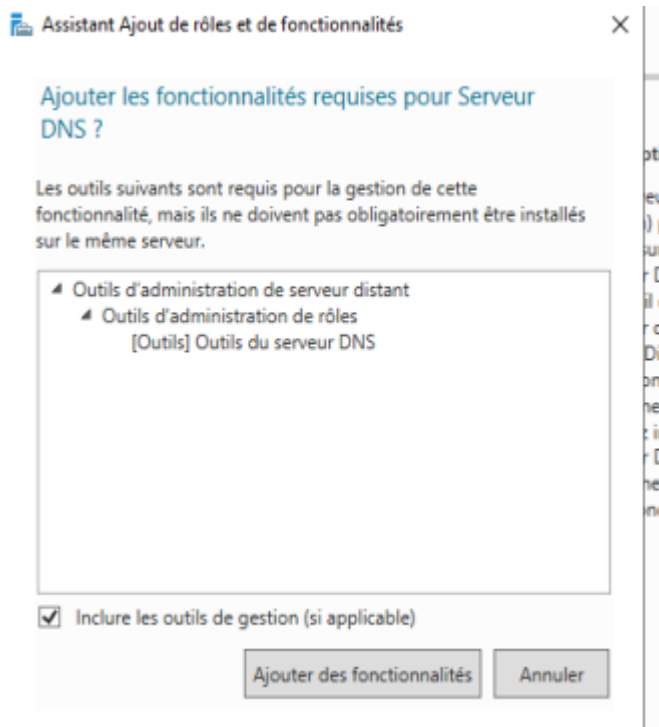 Assistant Ajout de rôles et de fonctionnalités
Ajouter les fonctionnalités requises pour Serveur
DNS ?
Les outils suivants sont requis pour la gestion de cette
fonctionnalité, mais ils ne doivent pas obligatoirement être installés
sur le même serveur.
Outils d'administration de serveur distant
Outils d'administration de rôles
[Outils] Outils du serveur DNS
Inclure les outils de gestion (si applicable)
Ajouter des fonctionnalités
Annuler